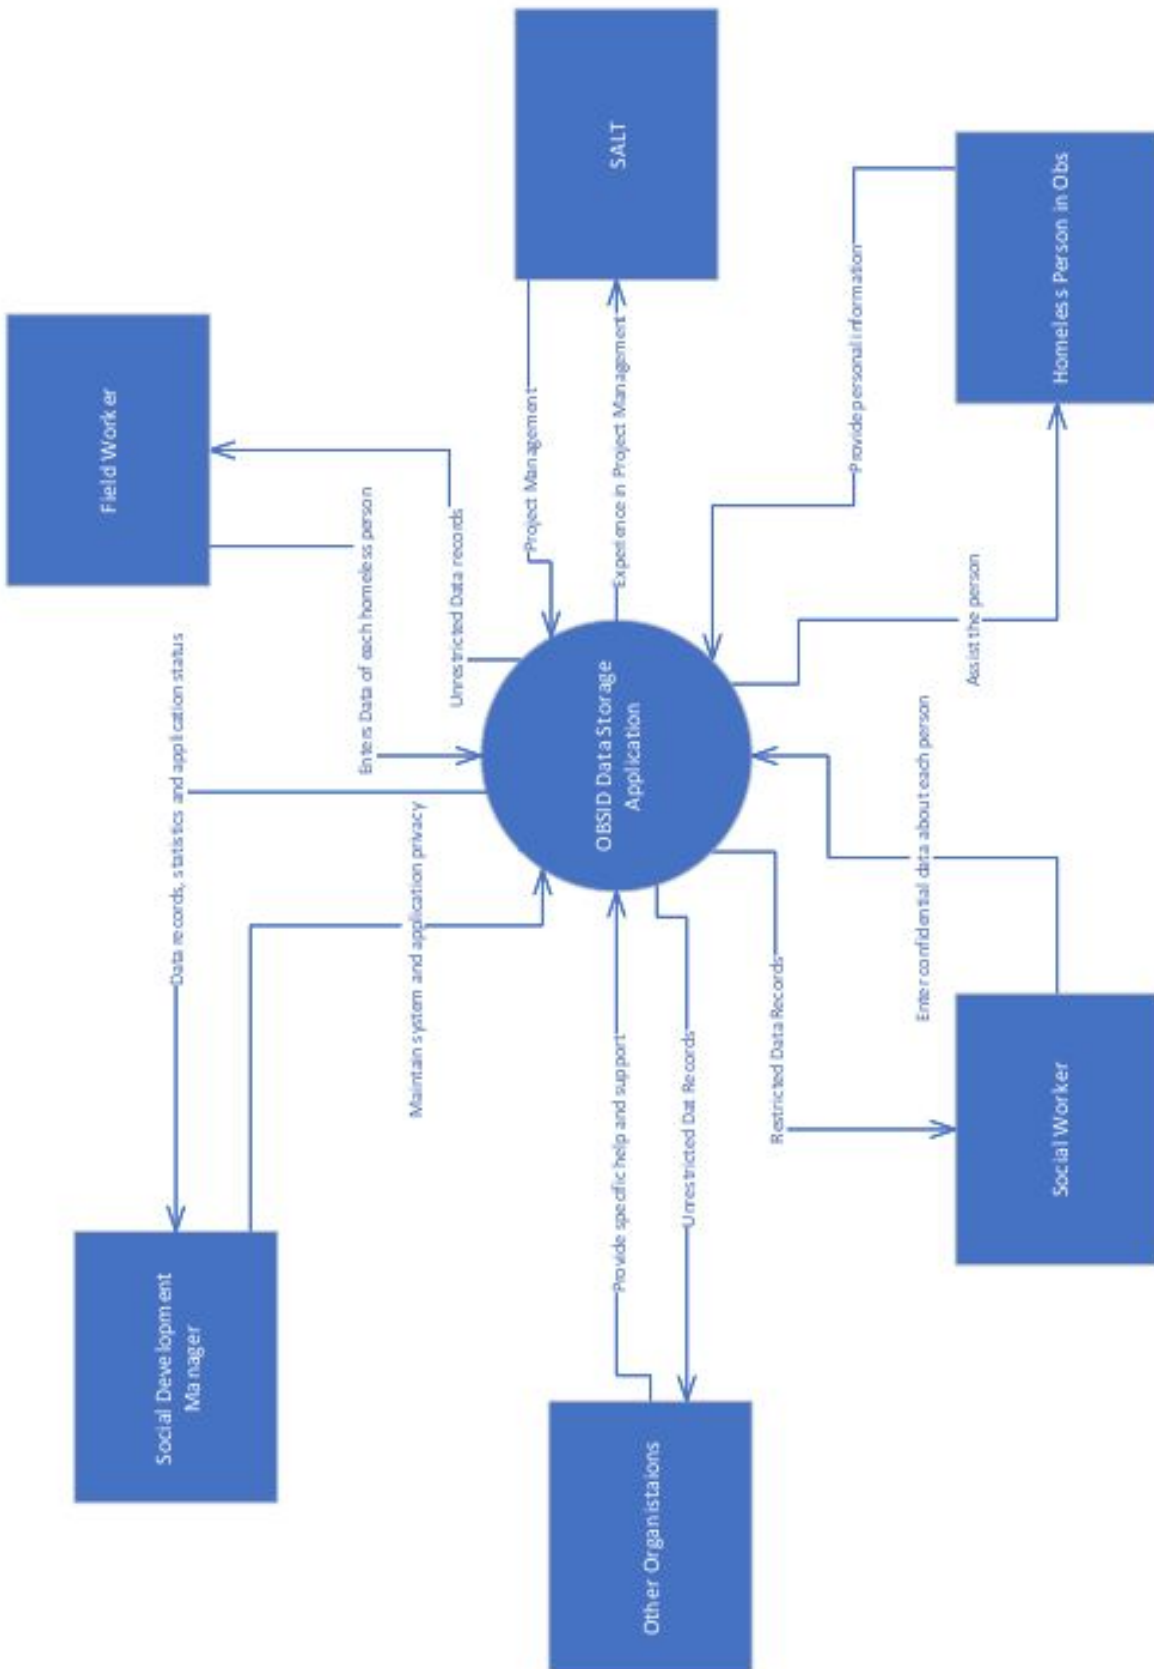 Field Worker
Social Development
Manager
Data records, statistics and application status
Enters Data of each homeless person
Maintain system and application privacy
Unrestricted Data records
Project Management
OBSID Data Storage
Application
Provide specific help and support
Experience in Project Management
SALT
Other Organistaions
Unrestricted Dat Records
Restricted Data Records
Provide personal information
Enter confidential data about each person
Assist the person
Social Worker
Homeless Person in Obs